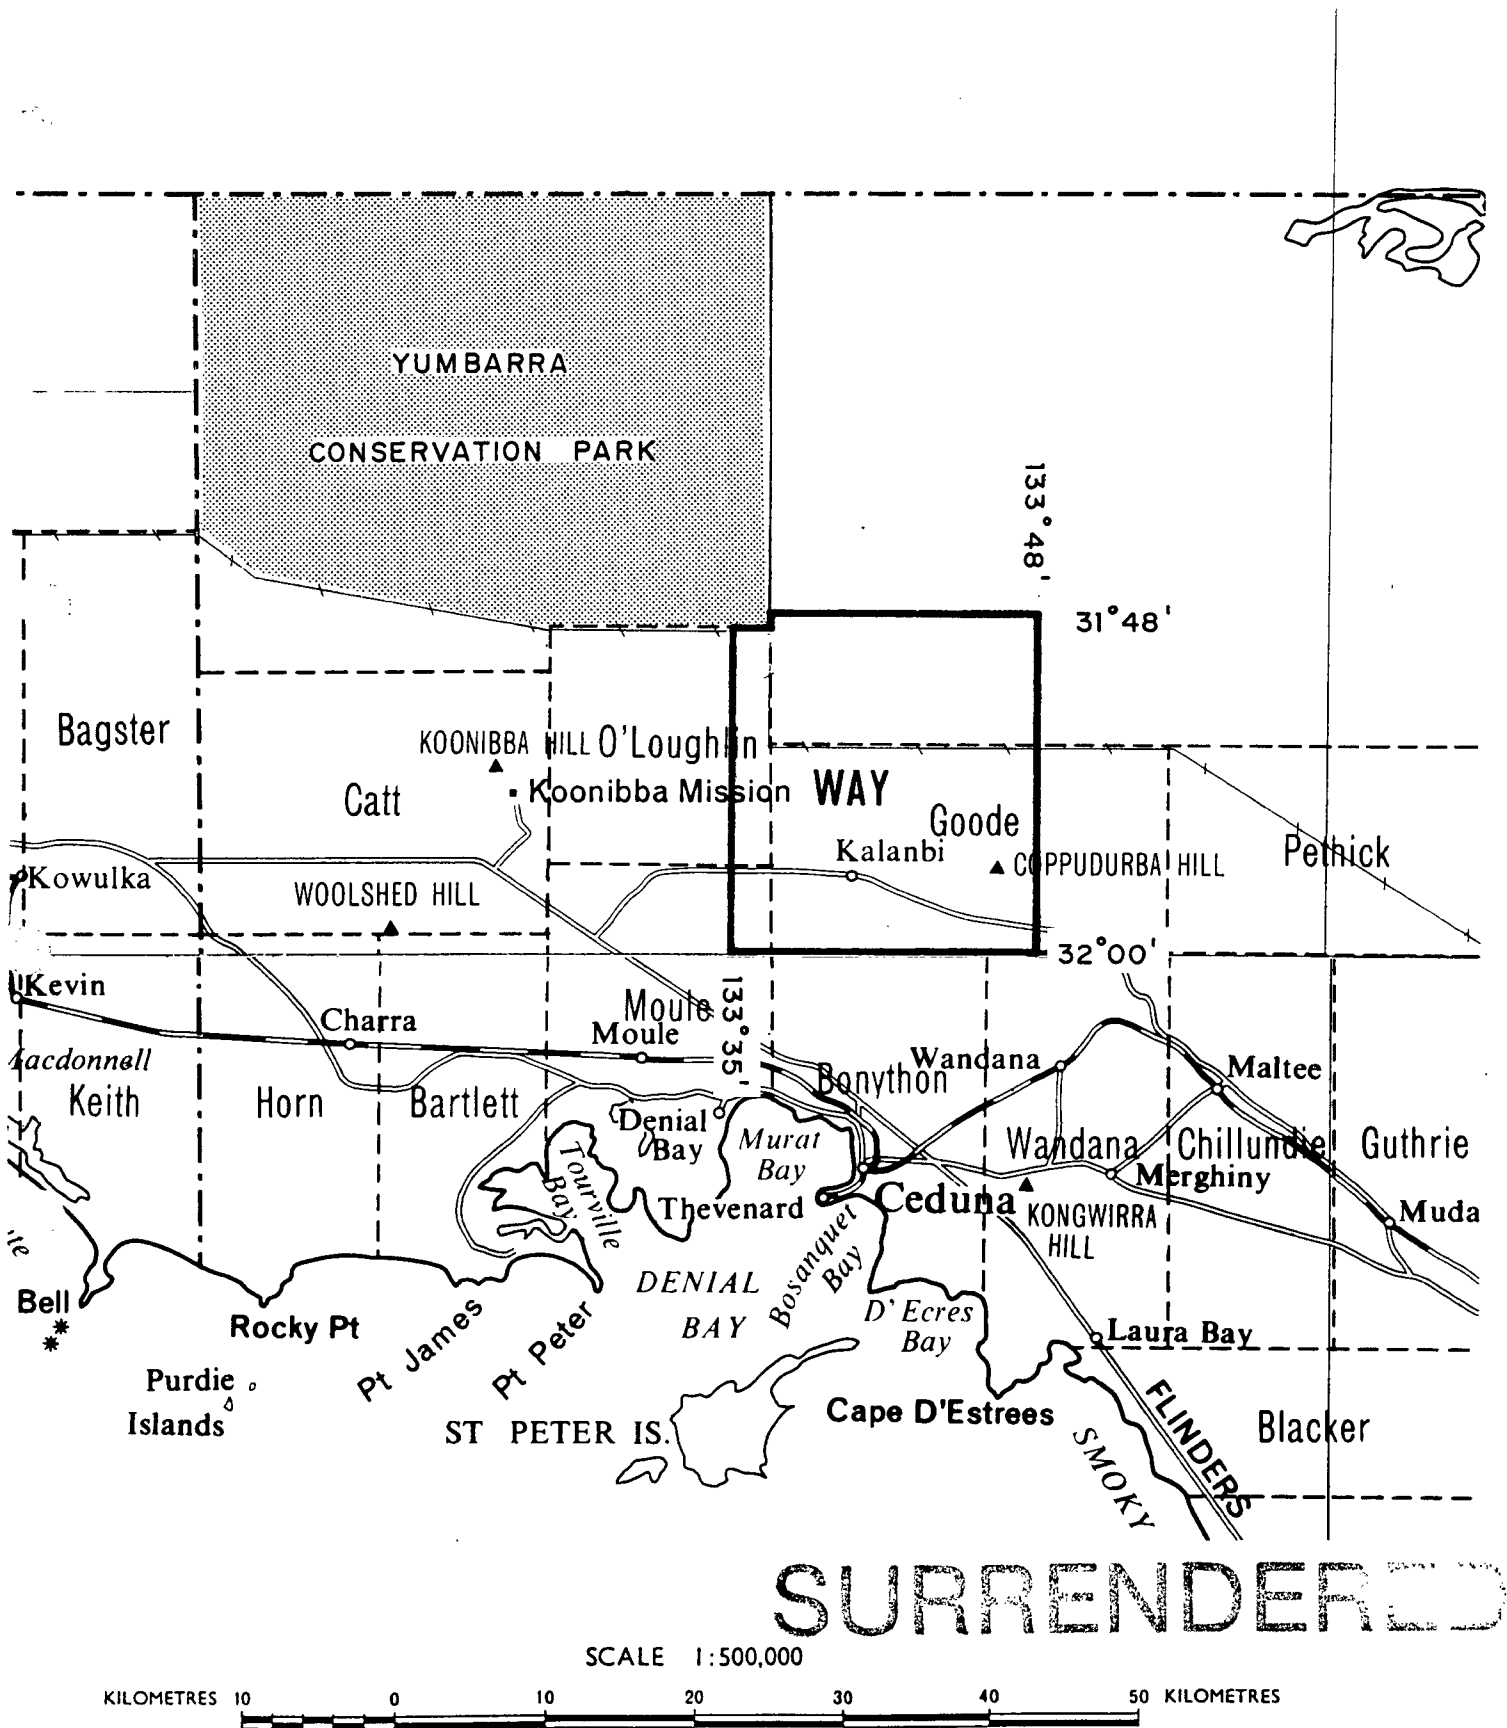 YUMBARRA
CONSERVATION PARK
133°48'
31°48'
Bagster
KOONIBBA HILL
O'Loughlin
Koonibba Mission
WAY
Catt
Goode
Kalanbi
COPPUDURBA HILL
Pethick
Kowulka
WOOLSHED HILL
32°00'
Kevin
133°35'
Moule
Charra
Moule
Wandana
Maltee
Bonython
Keith
Horn
Bartlett
Denial
Bay
Murat
Bay
Wandana
Chillundie
Guthrie
Tourville
Bay
Merghiny
Thevenard
Ceduna
KONGWIRRA
HILL
Muda
Bosanquet
Bay
DENIAL
BAY
D'Ecres
Bay
Bell
Rocky Pt
Pt James
Pt Peter
Laura Bay
Purdie
Islands
ST PETER IS.
Cape D'Estrees
FLINDERS
Blacker
SMOKY
SURRENDERED
SCALE 1:500,000
KILOMETRES 10 0 10 20 30 40 50 KILOMETRES